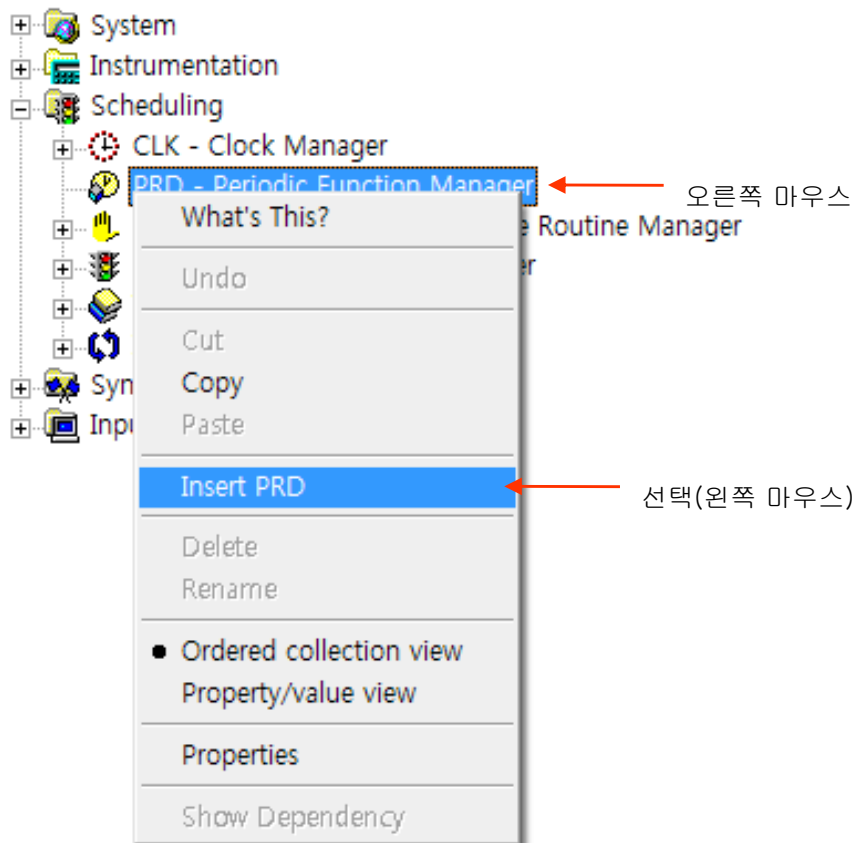 System
Instrumentation
Scheduling
CLK - Clock Manager
PRD - Periodic Function Manager
오른쪽 마우스
What's This?
Routine Manager
Undo
Cut
Syn
Copy
Paste
Insert PRD
선택(왼쪽 마우스)
Delete
Rename
Ordered collection view
Property/value view
Properties
Show Dependency